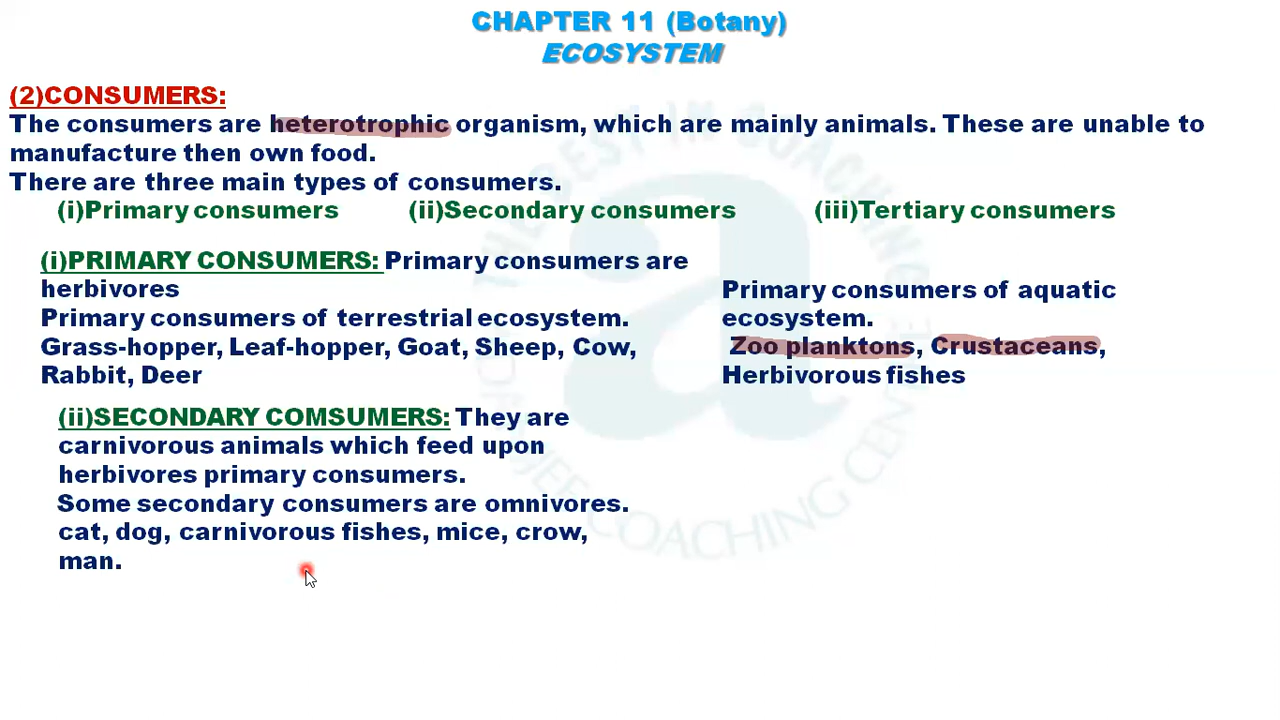 CHAPTER 11 (Botany)
ECOSYSTEM
(2)CONSUMERS:
The consumers are heterotrophic organism, which are mainly animals. These are unable to
manufacture then own food.
There are three main types of consumers.
(i)Primary consumers (ii)Secondary consumers (iii)Tertiary consumers
(i)PRIMARY CONSUMERS: Primary consumers are
herbivores
Primary consumers of terrestrial ecosystem.
Grass-hopper, Leaf-hopper, Goat, Sheep, Cow,
Rabbit, Deer
Primary consumers of aquatic
ecosystem.
Zoo planktons, Crustaceans,
Herbivorous fishes
(ii)SECONDARY COMSUMERS: They are
carnivorous animals which feed upon
herbivores primary consumers.
Some secondary consumers are omnivores.
cat, dog, carnivorous fishes, mice, crow,
man.